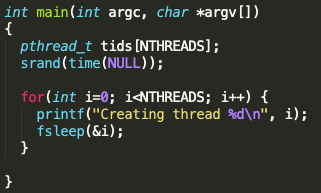 int main(int argc, char *argv[])
{
  pthread_t tids[NTHREADS];
  srand(time(NULL));

  for(int i=0; i<NTHREADS; i++) {
    printf("Creating thread %d\n", i);
    fsleep(&i);
  }

}